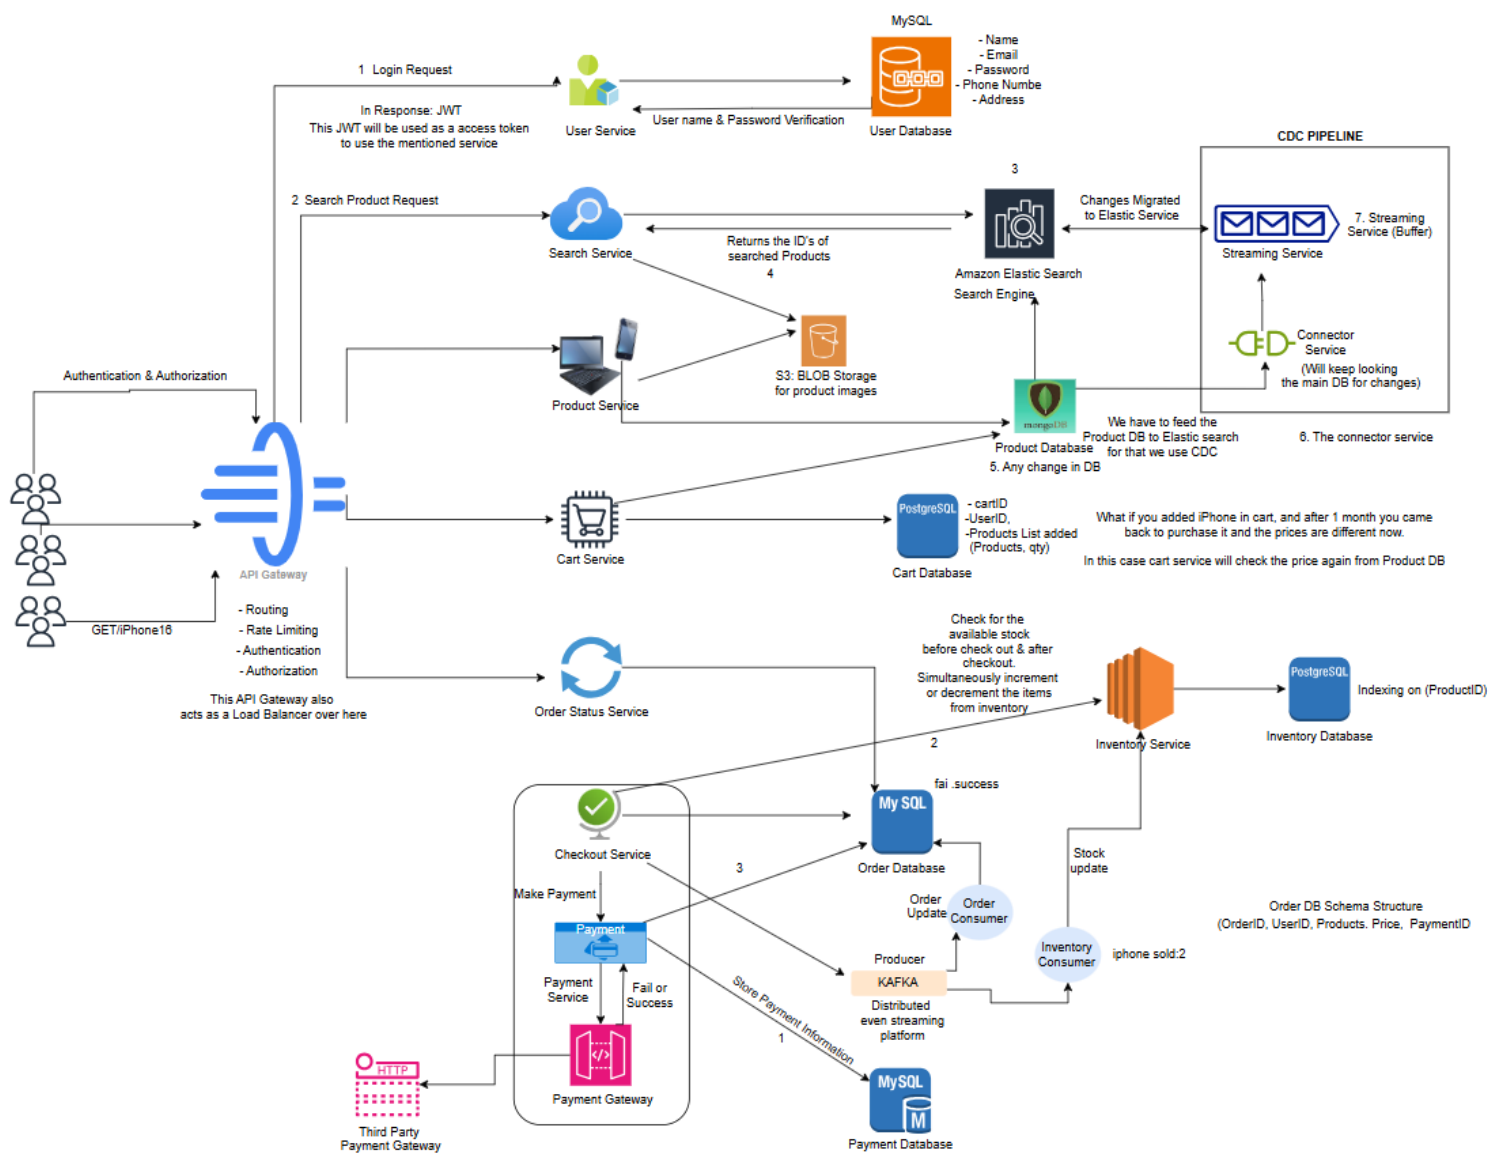 MySQL
- Name
- Email
- Password
- Phone Numbe
- Address
1  Login Request
In Response: JWT
This JWT will be used as a access token
to use the mentioned service
User Service
User name & Password Verification
User Database
CDC PIPELINE
3
2  Search Product Request
Search Service
Returns the ID's of
searched Products
4
Amazon Elastic Search
Search Engine
Changes Migrated
to Elastic Service
7. Streaming
Service (Buffer)
Streaming Service
Connector
Service
(Will keep looking
the main DB for changes)
6. The connector service
S3: BLOB Storage
for product images
Product Service
Authentication & Authorization
mongoDB
Product Database
5. Any change in DB
We have to feed the
Product DB to Elastic search
for that we use CDC
PostgreSQL
- cartID
-UserID,
-Products List added
(Products, qty)
Cart Service
Cart Database
What if you added iPhone in cart, and after 1 month you came
back to purchase it and the prices are different now.
In this case cart service will check the price again from Product DB
API Gateway
GET/iPhone16
- Routing
- Rate Limiting
- Authentication
- Authorization
This API Gateway also
acts as a Load Balancer over here
Order Status Service
Check for the
available stock
before check out & after
checkout.
Simultaneously increment
or decrement the items
from inventory
2
Inventory Service
PostgreSQL
Indexing on (ProductID)
Inventory Database
fai .success
My SQL
Order Database
Checkout Service
3
Make Payment
Payment
Payment
Service
Fail or
Success
</>
Payment Gateway
HTTP
Third Party
Payment Gateway
Store Payment Information
1
MySQL
M
Payment Database
Order
Update
Order
Consumer
Producer
KAFKA
Distributed
even streaming
platform
Stock
update
Inventory
Consumer
iphone sold:2
Order DB Schema Structure
(OrderID, UserID, Products. Price,  PaymentID